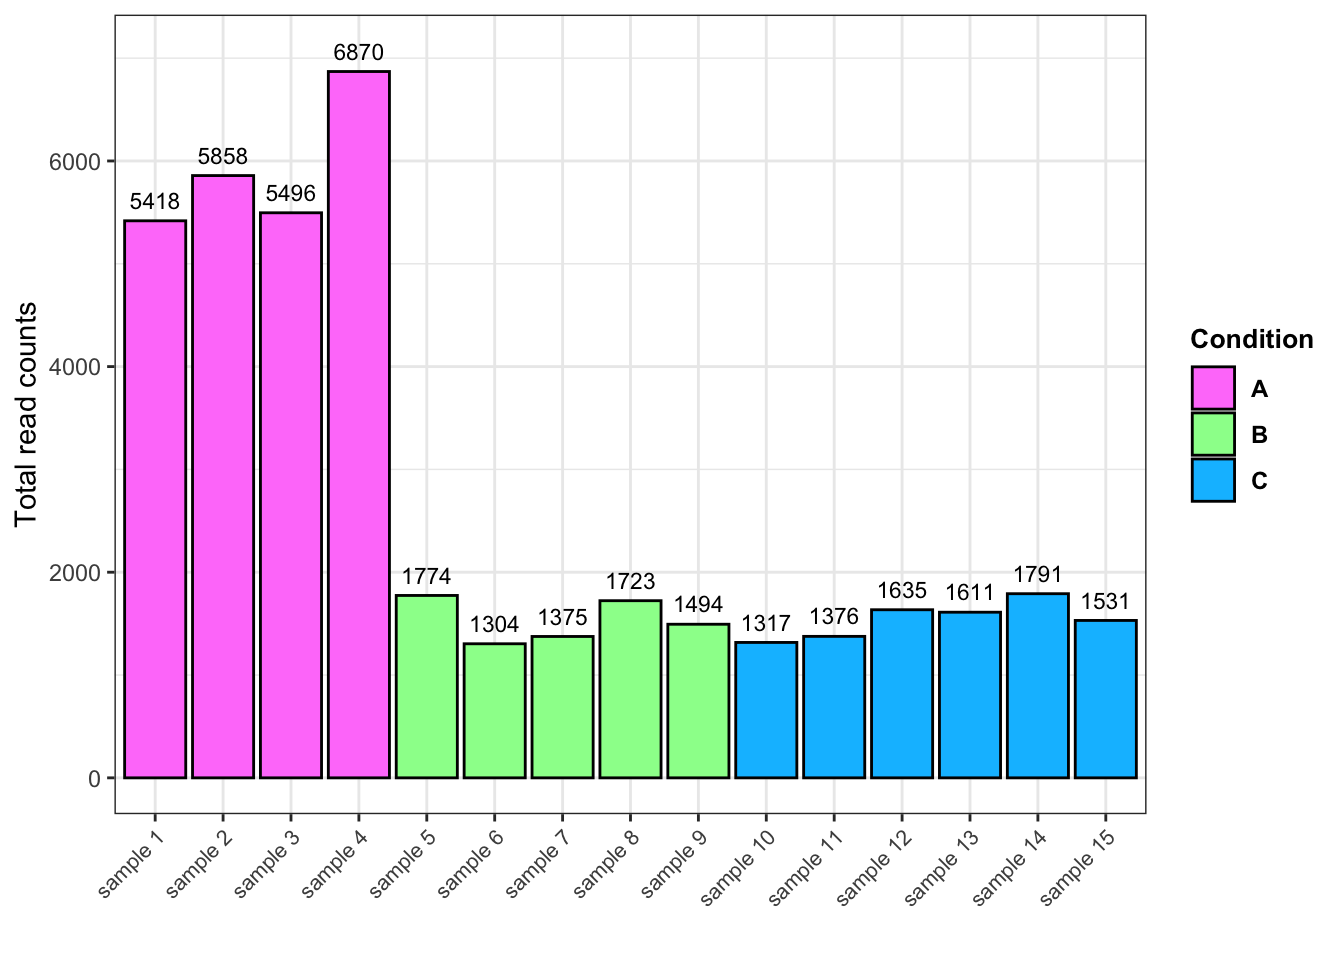 Total read counts
6000
4000
2000
0
5418
5858
5496
6870
1774
1304
1375
1723
1494
1317
1376
1635
1611
1791
1531
sample 1
sample 2
sample 3
sample 4
sample 5
sample 6
sample 7
sample 8
sample 9
sample 10
sample 11
sample 12
sample 13
sample 14
sample 15
Condition
A
B
C